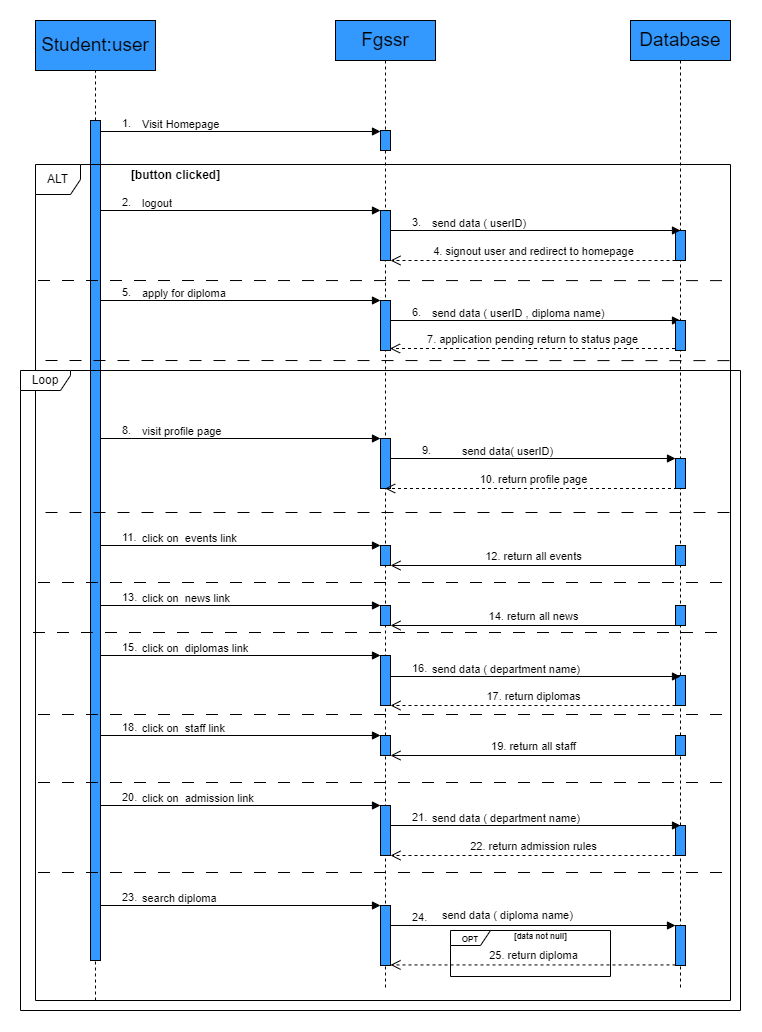 Student:user
Fgssr
Database
1. Visit Homepage
ALT
[button clicked]
2. logout
3. send data ( userID)
4. signout user and redirect to homepage
5. apply for diploma
6. send data ( userID , diploma name)
7. application pending return to status page
Loop
8. visit profile page
9. send data( userID)
10. return profile page
11. click on events link
12. return all events
13. click on news link
14. return all news
15. click on diplomas link
16. send data ( department name)
17. return diplomas
18. click on staff link
19. return all staff
20. click on admission link
21. send data ( department name)
22. return admission rules
23. search diploma
24. send data ( diploma name)
OPT
[data not null]
25. return diploma